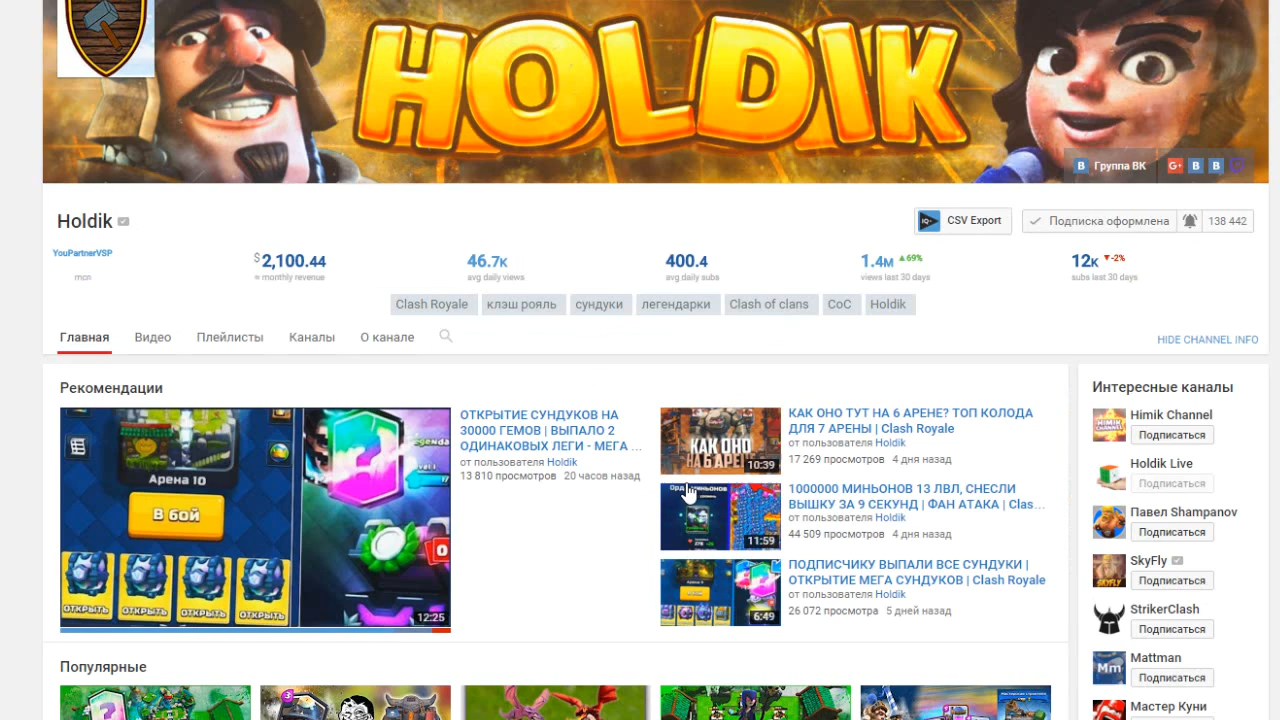 HOLDIK
Группа ВК
Holdik
CSV Export
Подписка оформлена
138 442
YouPartnerVSP
mcn
$2,100.44
≈ monthly revenue
46.7K
avg daily views
400.4
avg daily subs
1.4M 69%
views last 30 days
12K -2%
subs last 30 days
Clash Royale клэш рояль сундуки легендарки Clash of clans CoC Holdik
Главная Видео Плейлисты Каналы О канале
HIDE CHANNEL INFO
Рекомендации
Арена 10
В бой
ОТКРЫТЬ ОТКРЫТЬ ОТКРЫТЬ ОТКРЫТЬ
12:25
ОТКРЫТИЕ СУНДУКОВ НА
30000 ГЕМОВ | ВЫПАЛО 2
ОДИНАКОВЫХ ЛЕГИ - МЕГА ...
от пользователя Holdik
13 810 просмотров 20 часов назад
КАК ОНО
НА 6 АРЕНЕ?
10:39
КАК ОНО ТУТ НА 6 АРЕНЕ? ТОП КОЛОДА
ДЛЯ 7 АРЕНЫ | Clash Royale
от пользователя Holdik
17 269 просмотров 4 дня назад
11:59
1000000 МИНЬОНОВ 13 ЛВЛ, СНЕСЛИ
ВЫШКУ ЗА 9 СЕКУНД | ФАН АТАКА | Clas...
от пользователя Holdik
44 509 просмотров 4 дня назад
6:49
ПОДПИСЧИКУ ВЫПАЛИ ВСЕ СУНДУКИ |
ОТКРЫТИЕ МЕГА СУНДУКОВ | Clash Royale
от пользователя Holdik
26 072 просмотра 5 дней назад
Популярные
Интересные каналы
Himik Channel
Подписаться
Holdik Live
Подписаться
Павел Shampanov
Подписаться
SkyFly
Подписаться
StrikerClash
Подписаться
Mattman
Подписаться
Мастер Куни